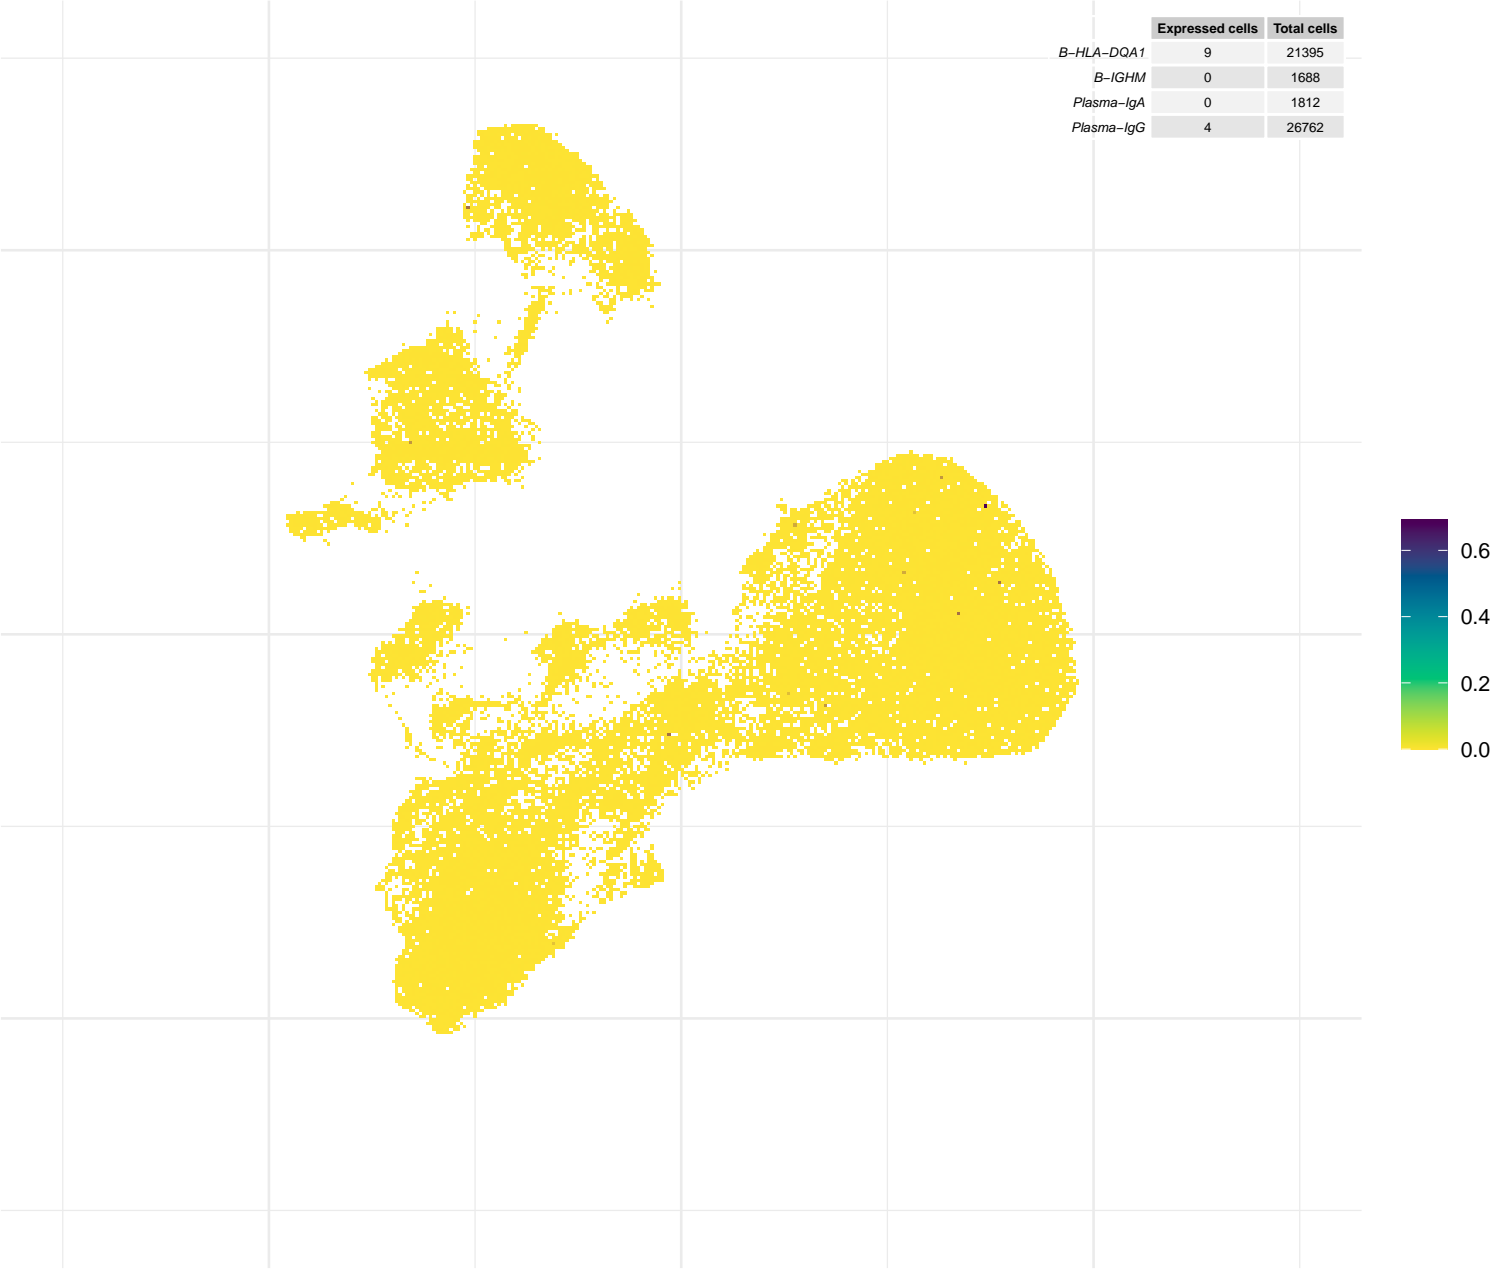 Expressed cells Total cells
B−HLA−DQA1 9 21395
B−IGHM 0 1688
Plasma−IgA 0 1812
Plasma−IgG 4 26762
0.6
0.4
0.2
0.0